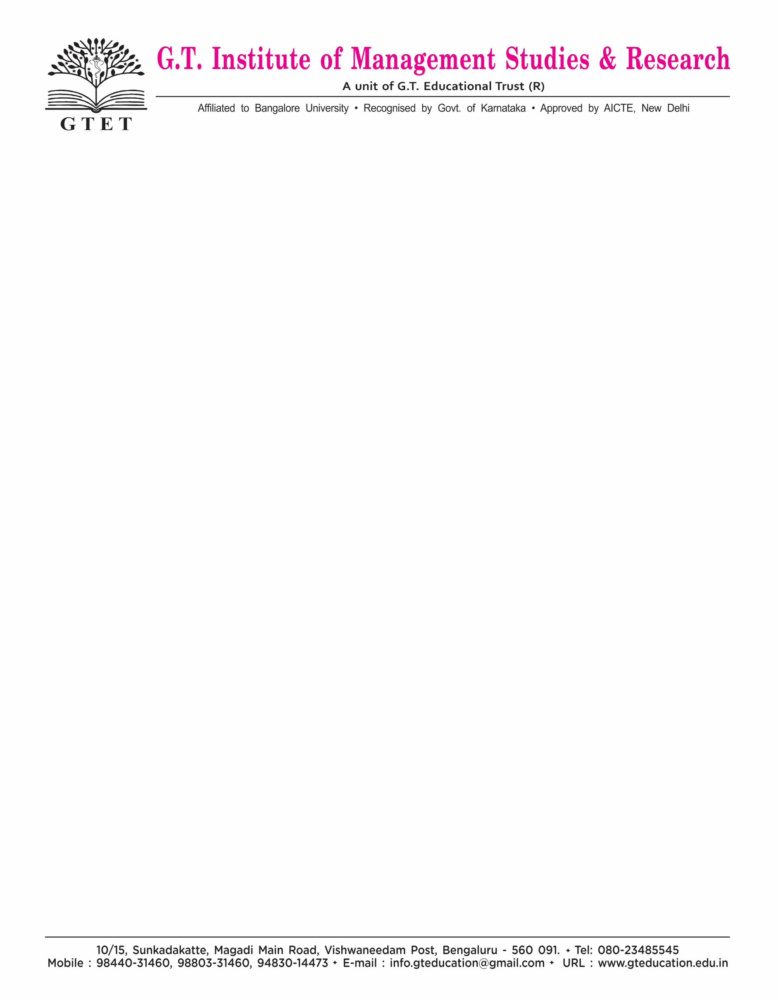 G.T. Institute of Management Studies & Research
A unit of G.T. Educational Trust (R)
Affiliated to Bangalore University • Recognised by Govt. of Karnataka • Approved by AICTE, New Delhi
GTET
10/15, Sunkadakatte, Magadi Main Road, Vishwaneedam Post, Bengaluru - 560 091. ✦ Tel: 080-23485545
Mobile : 98440-31460, 98803-31460, 94830-14473 ✦ E-mail : info.gteducation@gmail.com ✦ URL : www.gteducation.edu.in